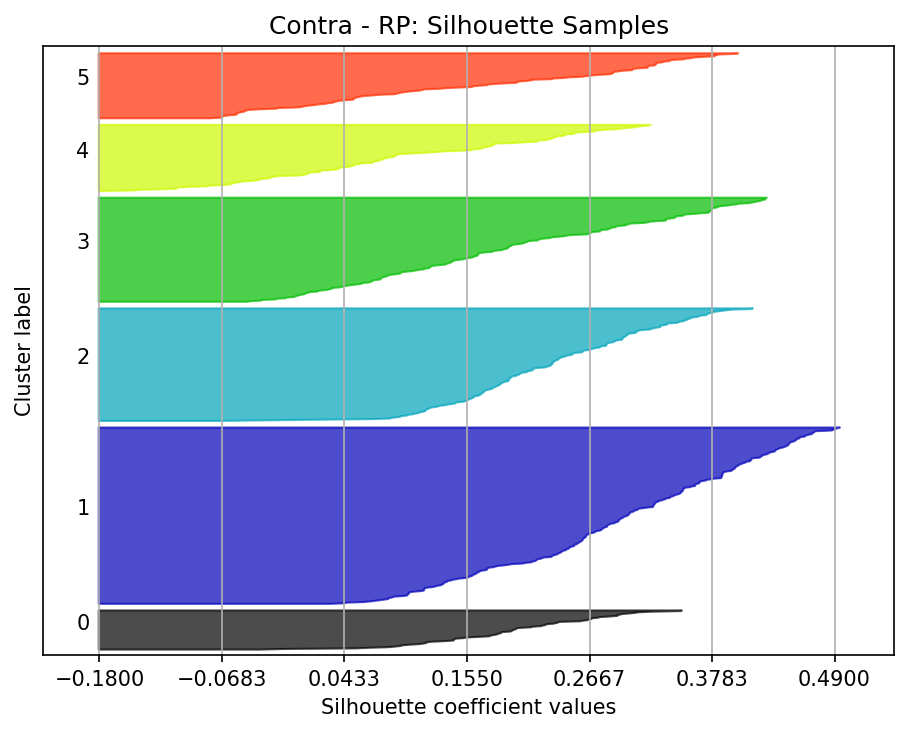 Contra - RP: Silhouette Samples
Cluster label
5
4
3
2
1
0
−0.1800 −0.0683 0.0433 0.1550 0.2667 0.3783 0.4900
Silhouette coefficient values